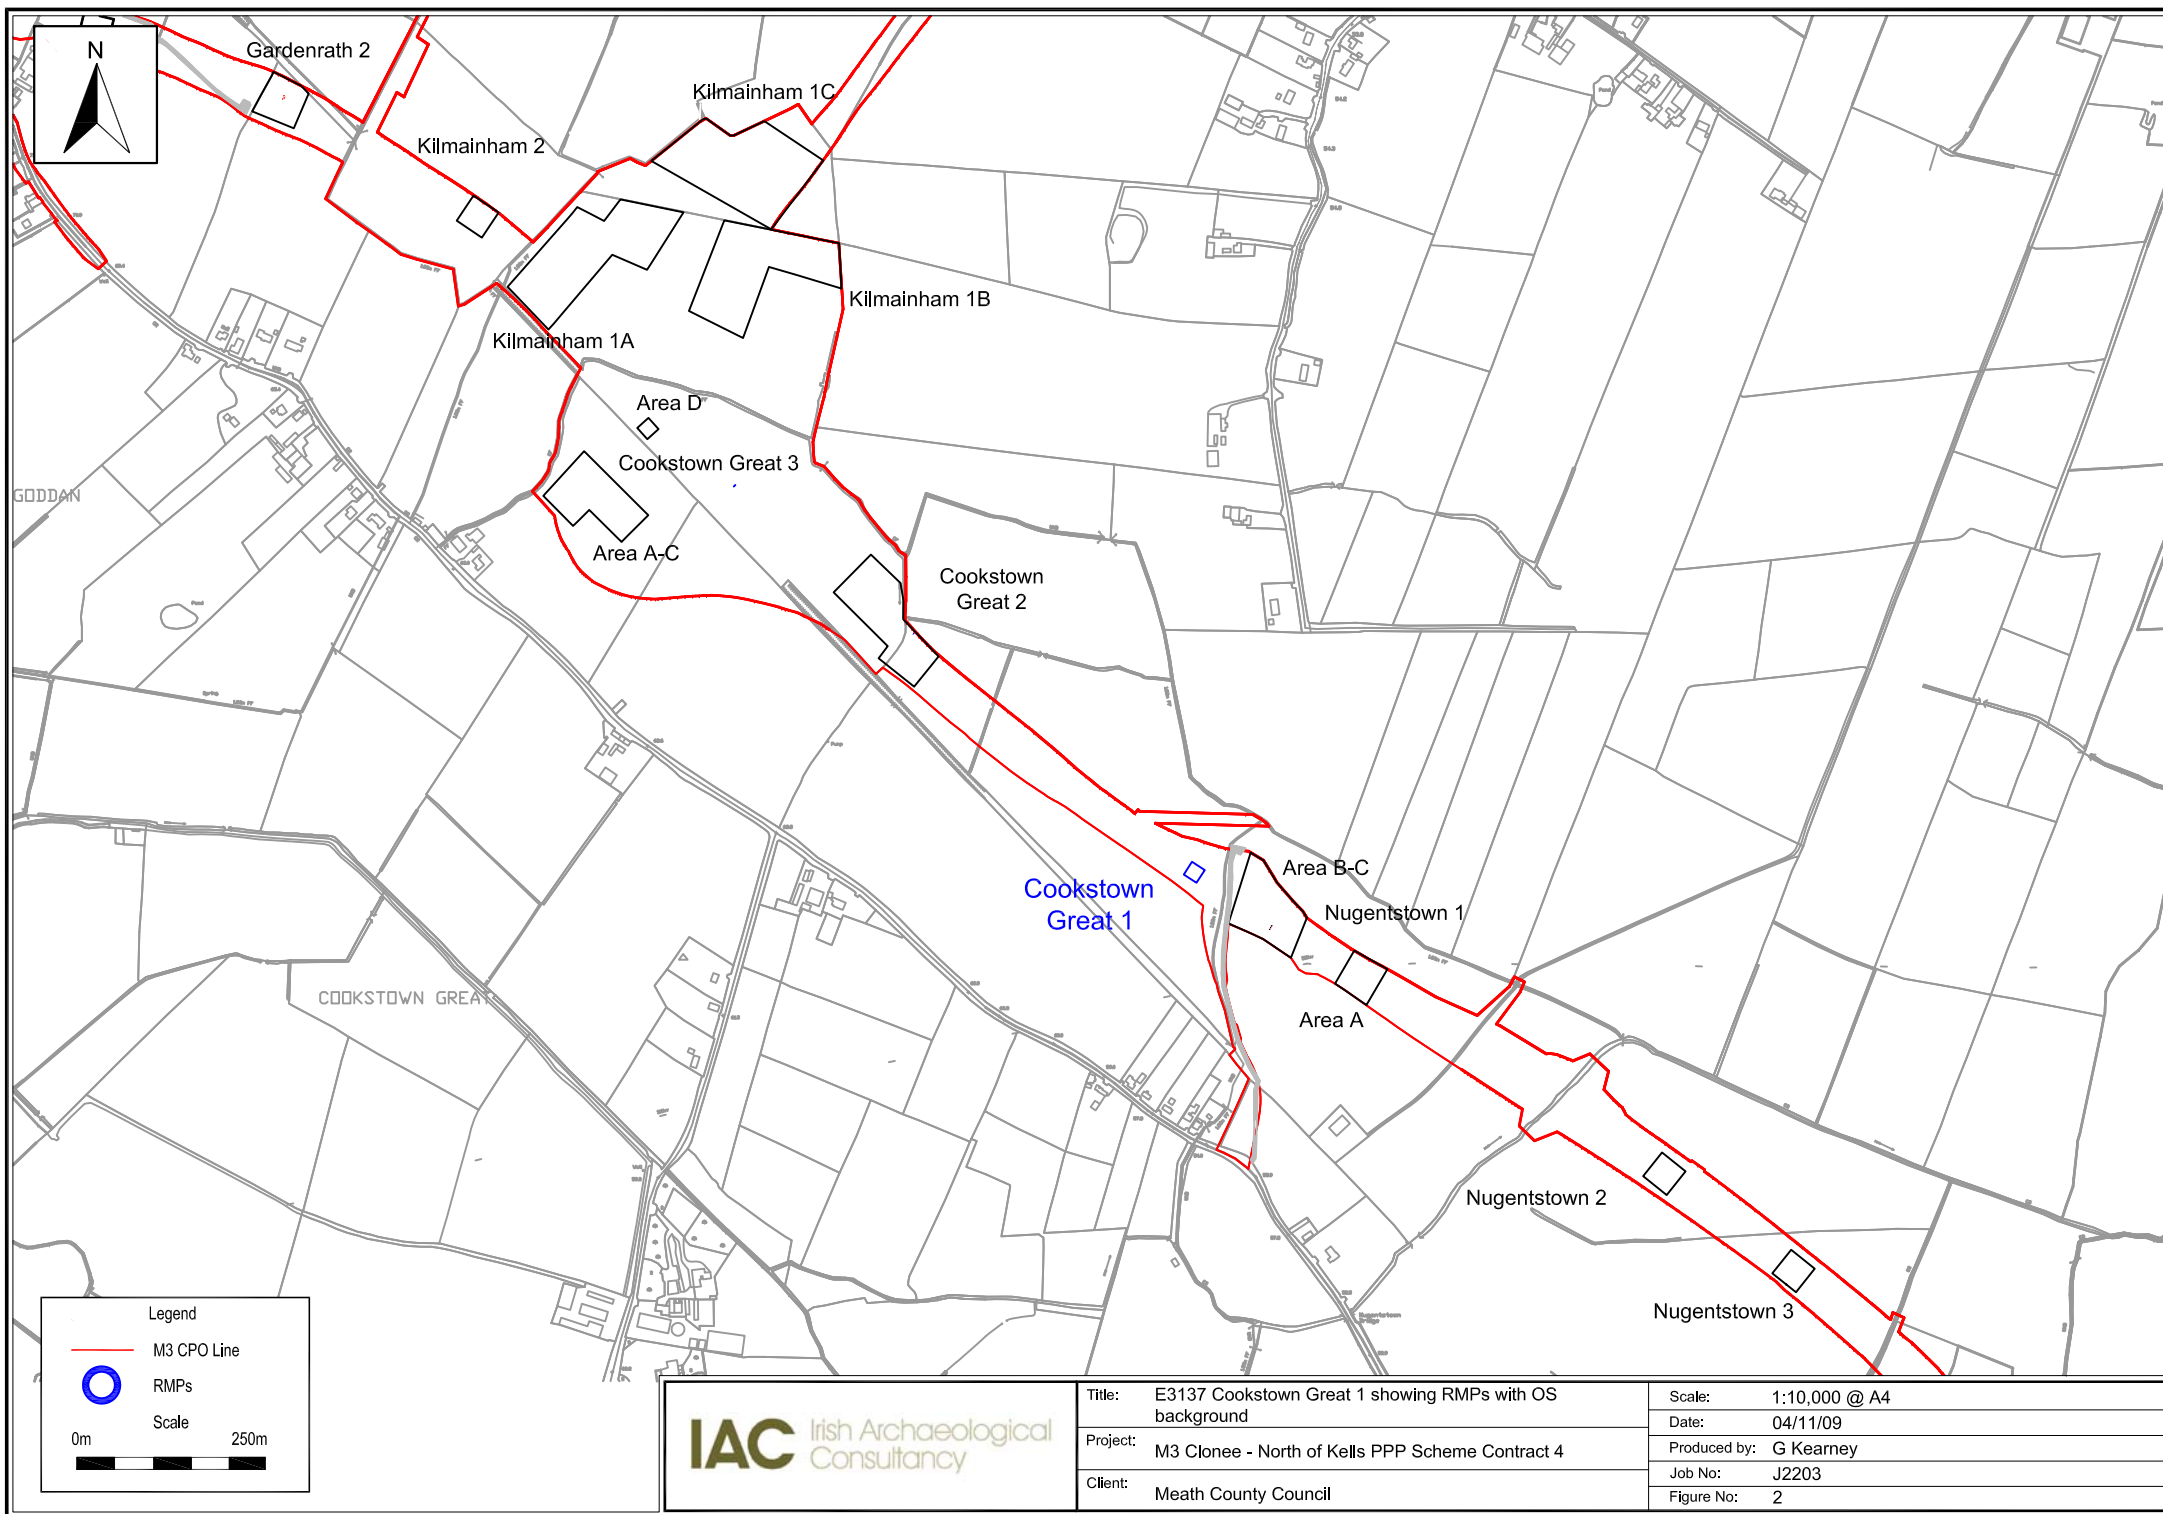 N
Gardenrath 2
Kilmainham 1C
Kilmainham 2
Kilmainham 1B
Kilmainham 1A
Area D
Cookstown Great 3
GODDAN
Area A-C
Cookstown
Great 2
Area B-C
Cookstown
Great 1
Nugentstown 1
COOKSTOWN GREAT
Area A
Nugentstown 2
Nugentstown 3
Legend
M3 CPO Line
RMPs
Scale
0m 250m
IAC Irish Archaeological
Consultancy
Title: E3137 Cookstown Great 1 showing RMPs with OS
background
Project: M3 Clonee - North of Kells PPP Scheme Contract 4
Client: Meath County Council
Scale: 1:10,000 @ A4
Date: 04/11/09
Produced by: G Kearney
Job No: J2203
Figure No: 2